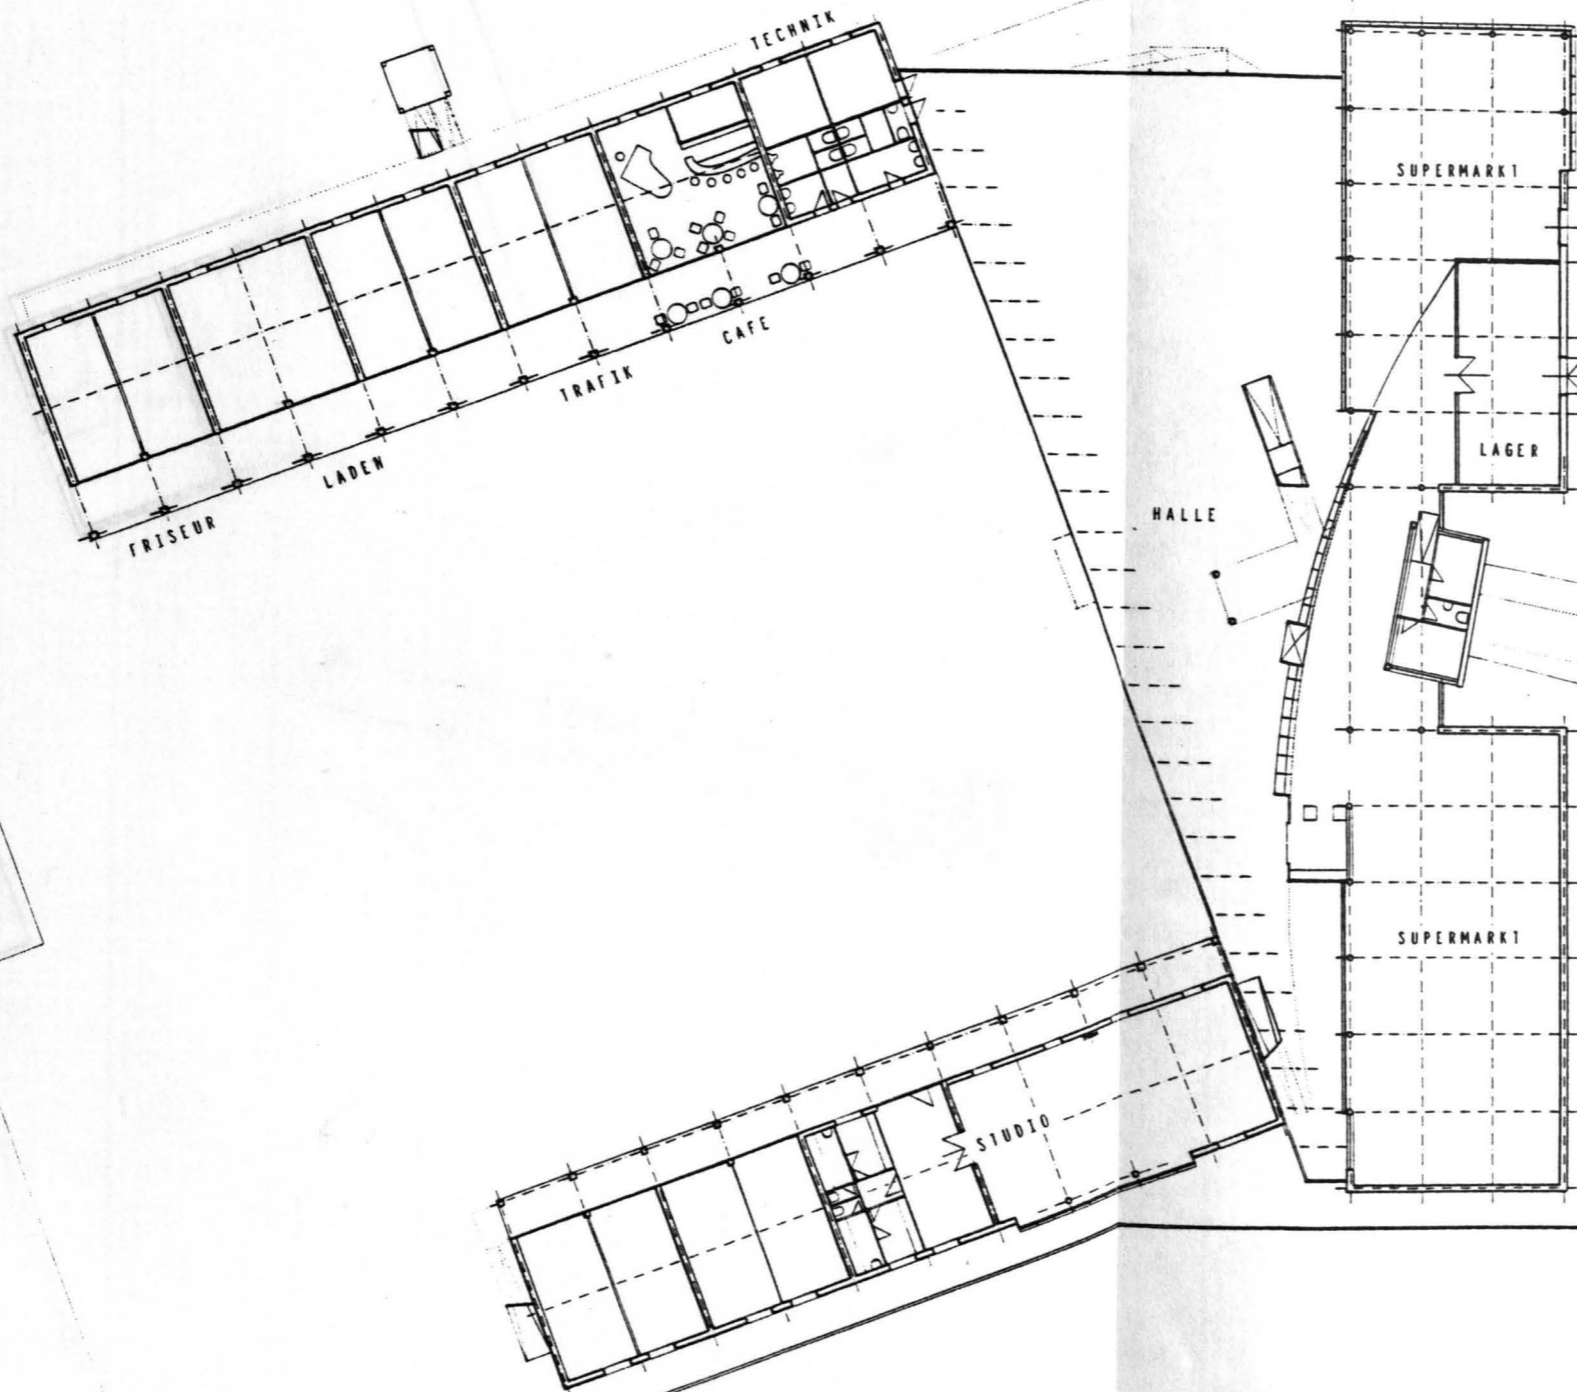 TECHNIK
SUPERMARKT
CAFE
TRAFIK
LADEN
FRISEUR
LAGER
HALLE
SUPERMARKT
STUDIO